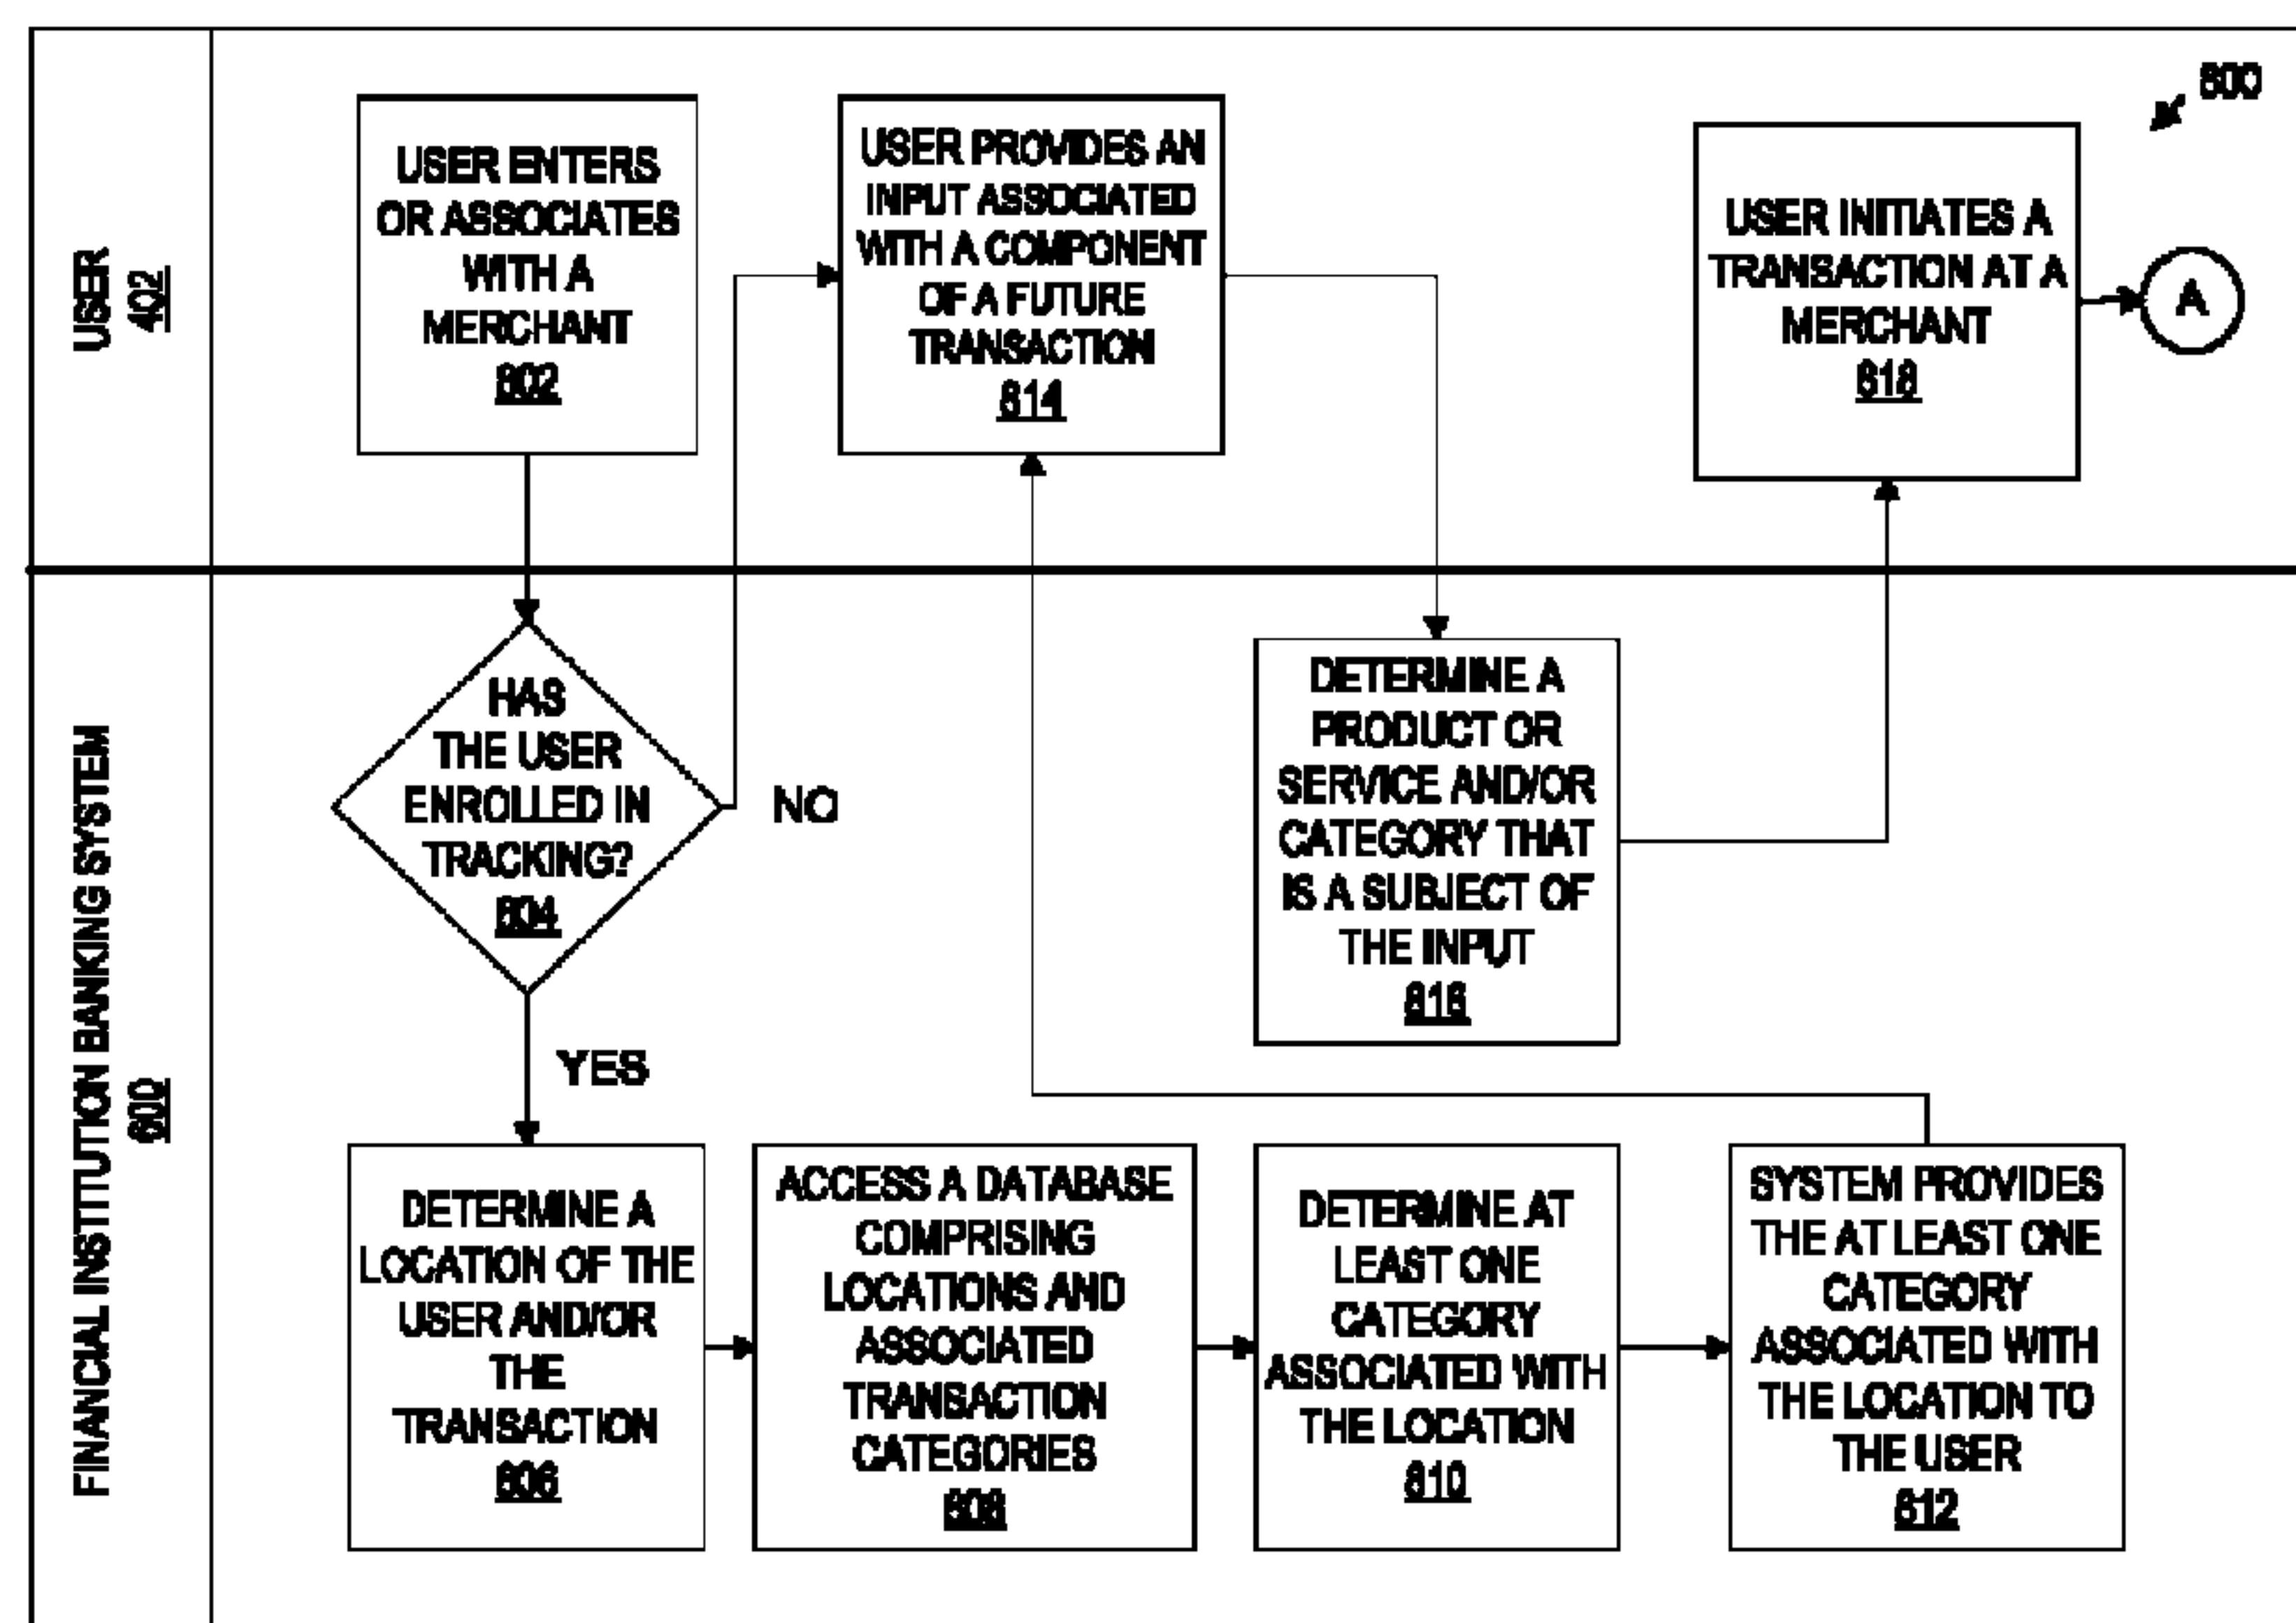 800
USER
402
USER ENTERS
OR ASSOCIATES
WITH A
MERCHANT
802
USER PROVIDES AN
INPUT ASSOCIATED
WITH A COMPONENT
OF A FUTURE
TRANSACTION
814
USER INITIATES A
TRANSACTION AT A
MERCHANT
818
A
FINANCIAL INSTITUTION BANKING SYSTEM
HAS
THE USER
ENROLLED IN
TRACKING?
804
NO
YES
DETERMINE A
PRODUCT OR
SERVICE AND/OR
CATEGORY THAT
IS A SUBJECT OF
THE INPUT
816
DETERMINE A
LOCATION OF THE
USER AND/OR
THE
TRANSACTION
806
ACCESS A DATABASE
COMPRISING
LOCATIONS AND
ASSOCIATED
TRANSACTION
CATEGORIES
808
DETERMINE AT
LEAST ONE
CATEGORY
ASSOCIATED WITH
THE LOCATION
810
SYSTEM PROVIDES
THE AT LEAST ONE
CATEGORY
ASSOCIATED WITH
THE LOCATION TO
THE USER
812